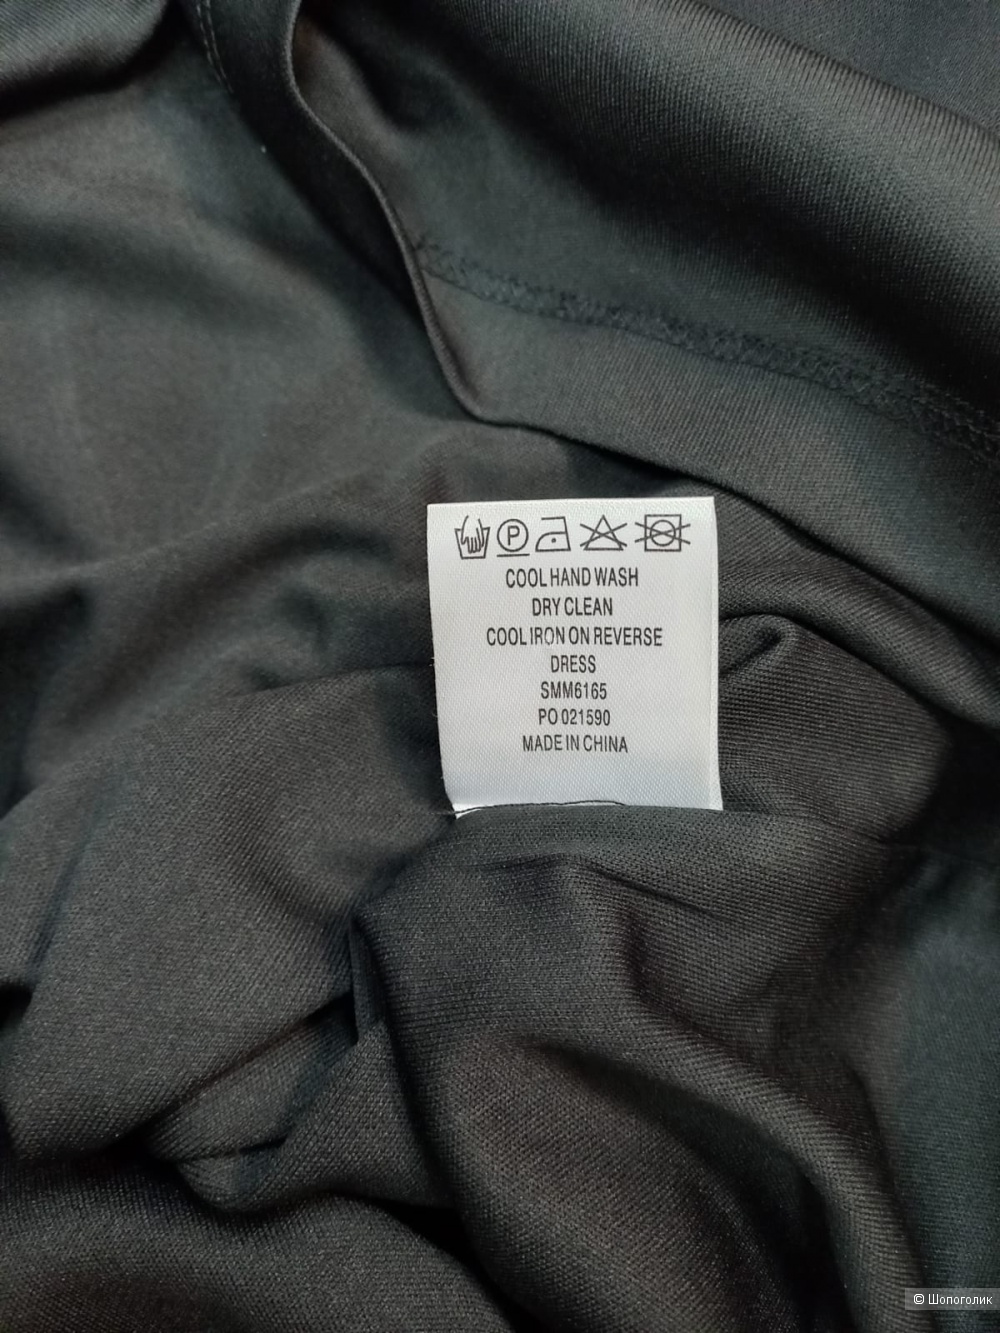 P
COOL HAND WASH
DRY CLEAN
COOL IRON ON REVERSE
DRESS
SMM6165
PO 021590
MADE IN CHINA
© Шопоголик